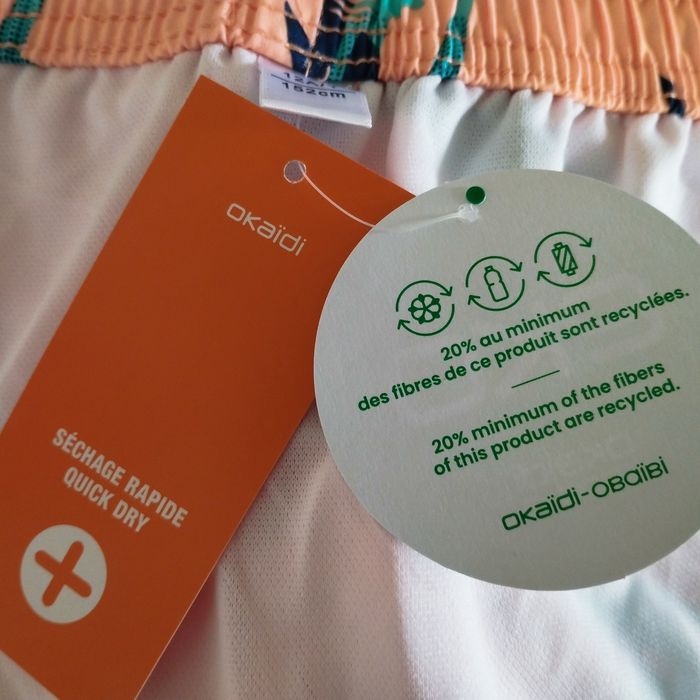 12A/
152cm
OKaïDi
SÉCHAGE RAPIDE
QUICK DRY
20% au minimum
des fibres de ce produit sont recyclées.
20% minimum of the fibers
of this product are recycled.
OKaïDi-OBaïBi